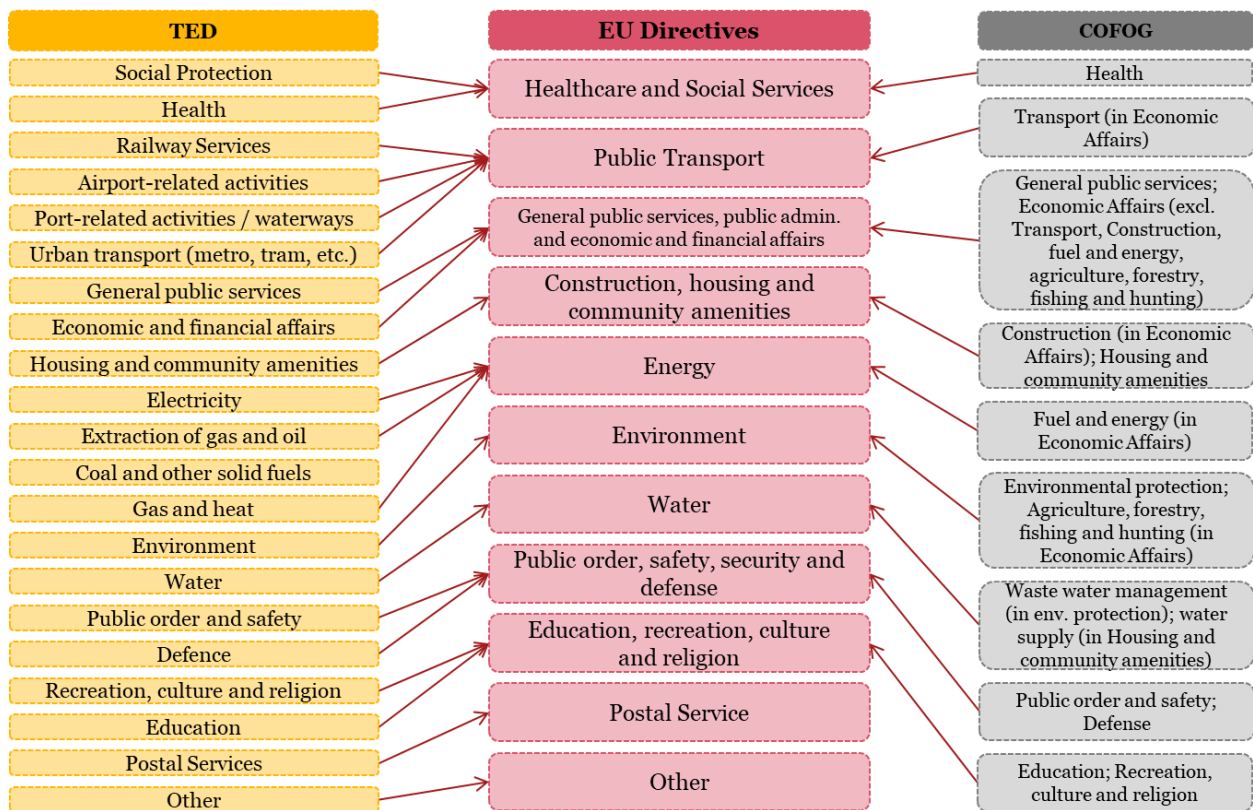 TED
Social Protection
Health
Railway Services
Airport-related activities
Port-related activities / waterways
Urban transport (metro, tram, etc.)
General public services
Economic and financial affairs
Housing and community amenities
Electricity
Extraction of gas and oil
Coal and other solid fuels
Gas and heat
Environment
Water
Public order and safety
Defence
Recreation, culture and religion
Education
Postal Services
Other
EU Directives
Healthcare and Social Services
Public Transport
General public services, public admin.
and economic and financial affairs
Construction, housing and
community amenities
Energy
Environment
Water
Public order, safety, security and
defense
Education, recreation, culture
and religion
Postal Service
Other
COFOG
Health
Transport (in Economic
Affairs)
General public services;
Economic Affairs (excl.
Transport, Construction,
fuel and energy,
agriculture, forestry,
fishing and hunting)
Construction (in Economic
Affairs); Housing and
community amenities
Fuel and energy (in
Economic Affairs)
Environmental protection;
Agriculture, forestry,
fishing and hunting (in
Economic Affairs)
Waste water management
(in env. protection); water
supply (in Housing and
community amenities)
Public order and safety;
Defense
Education; Recreation,
culture and religion